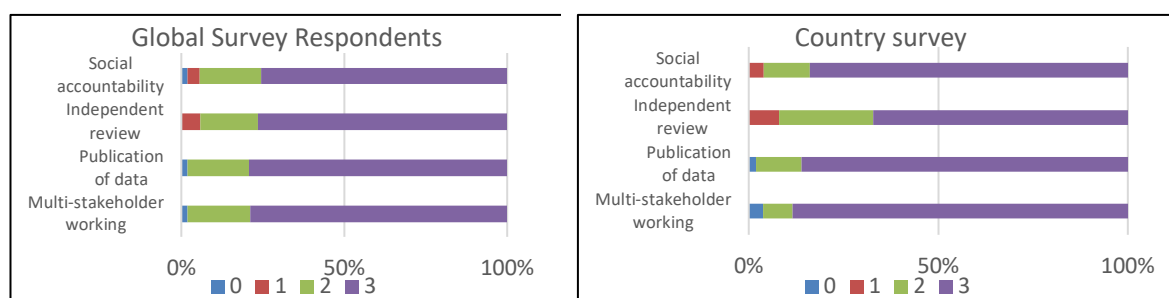 Global Survey Respondents
Social
accountability
Independent
review
Publication
of data
Multi-stakeholder
working
0% 50% 100%
0 1 2 3
Country survey
Social
accountability
Independent
review
Publication
of data
Multi-stakeholder
working
0% 50% 100%
0 1 2 3